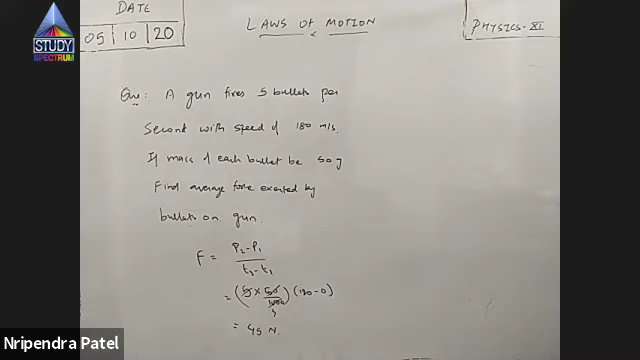 DATE
05 10 20
STUDY
SPECTRUM
LAWS OF MOTION
PHYSICS-XI
Que: A gun fires 5 bullets per
Second with speed of 180 m/s.
If mass of each bullet be 50 g
Find average force exerted by
bullets on gun.
F = P2-P1 / t2-t1
= (5 × 50/1000) (180-0)
= 45 N.
Nripendra Patel